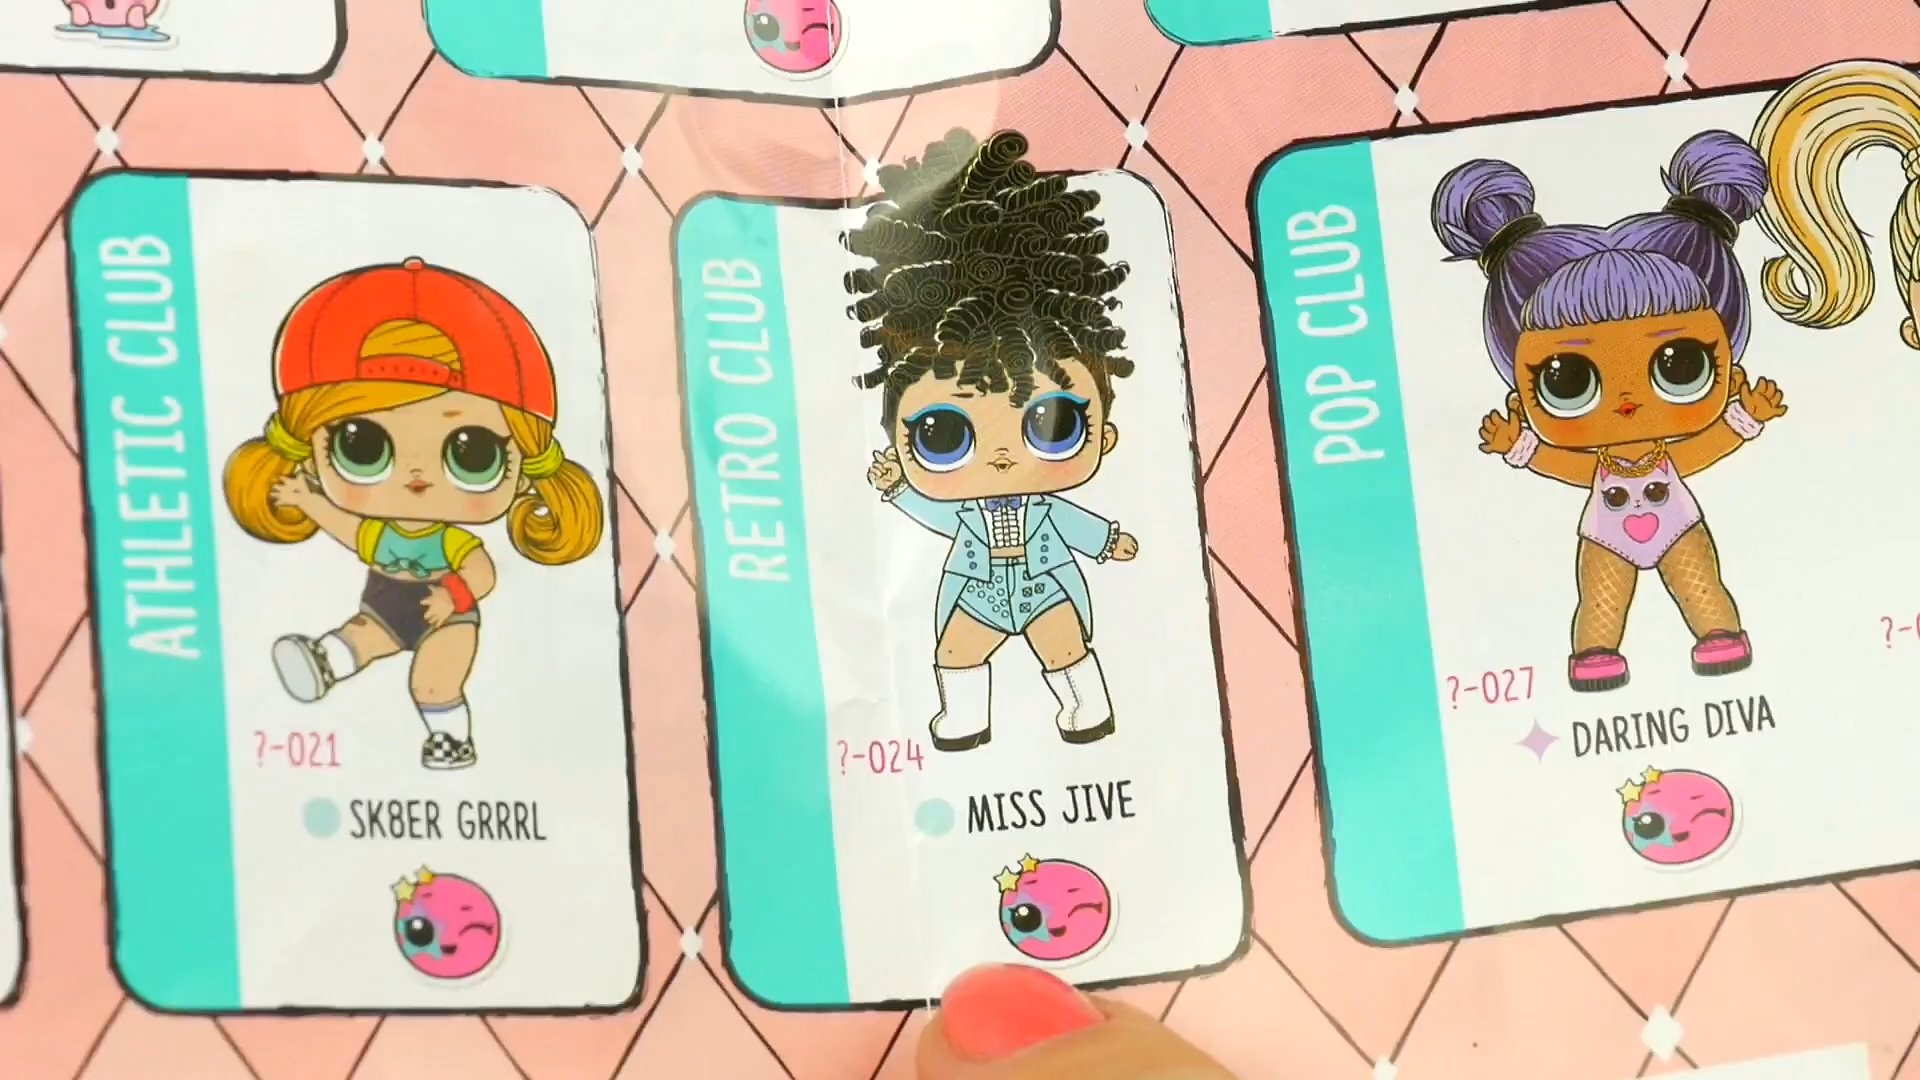 ATHLETIC CLUB
?-021
SK8ER GRRRL
RETRO CLUB
?-024
MISS JIVE
POP CLUB
?-027
DARING DIVA